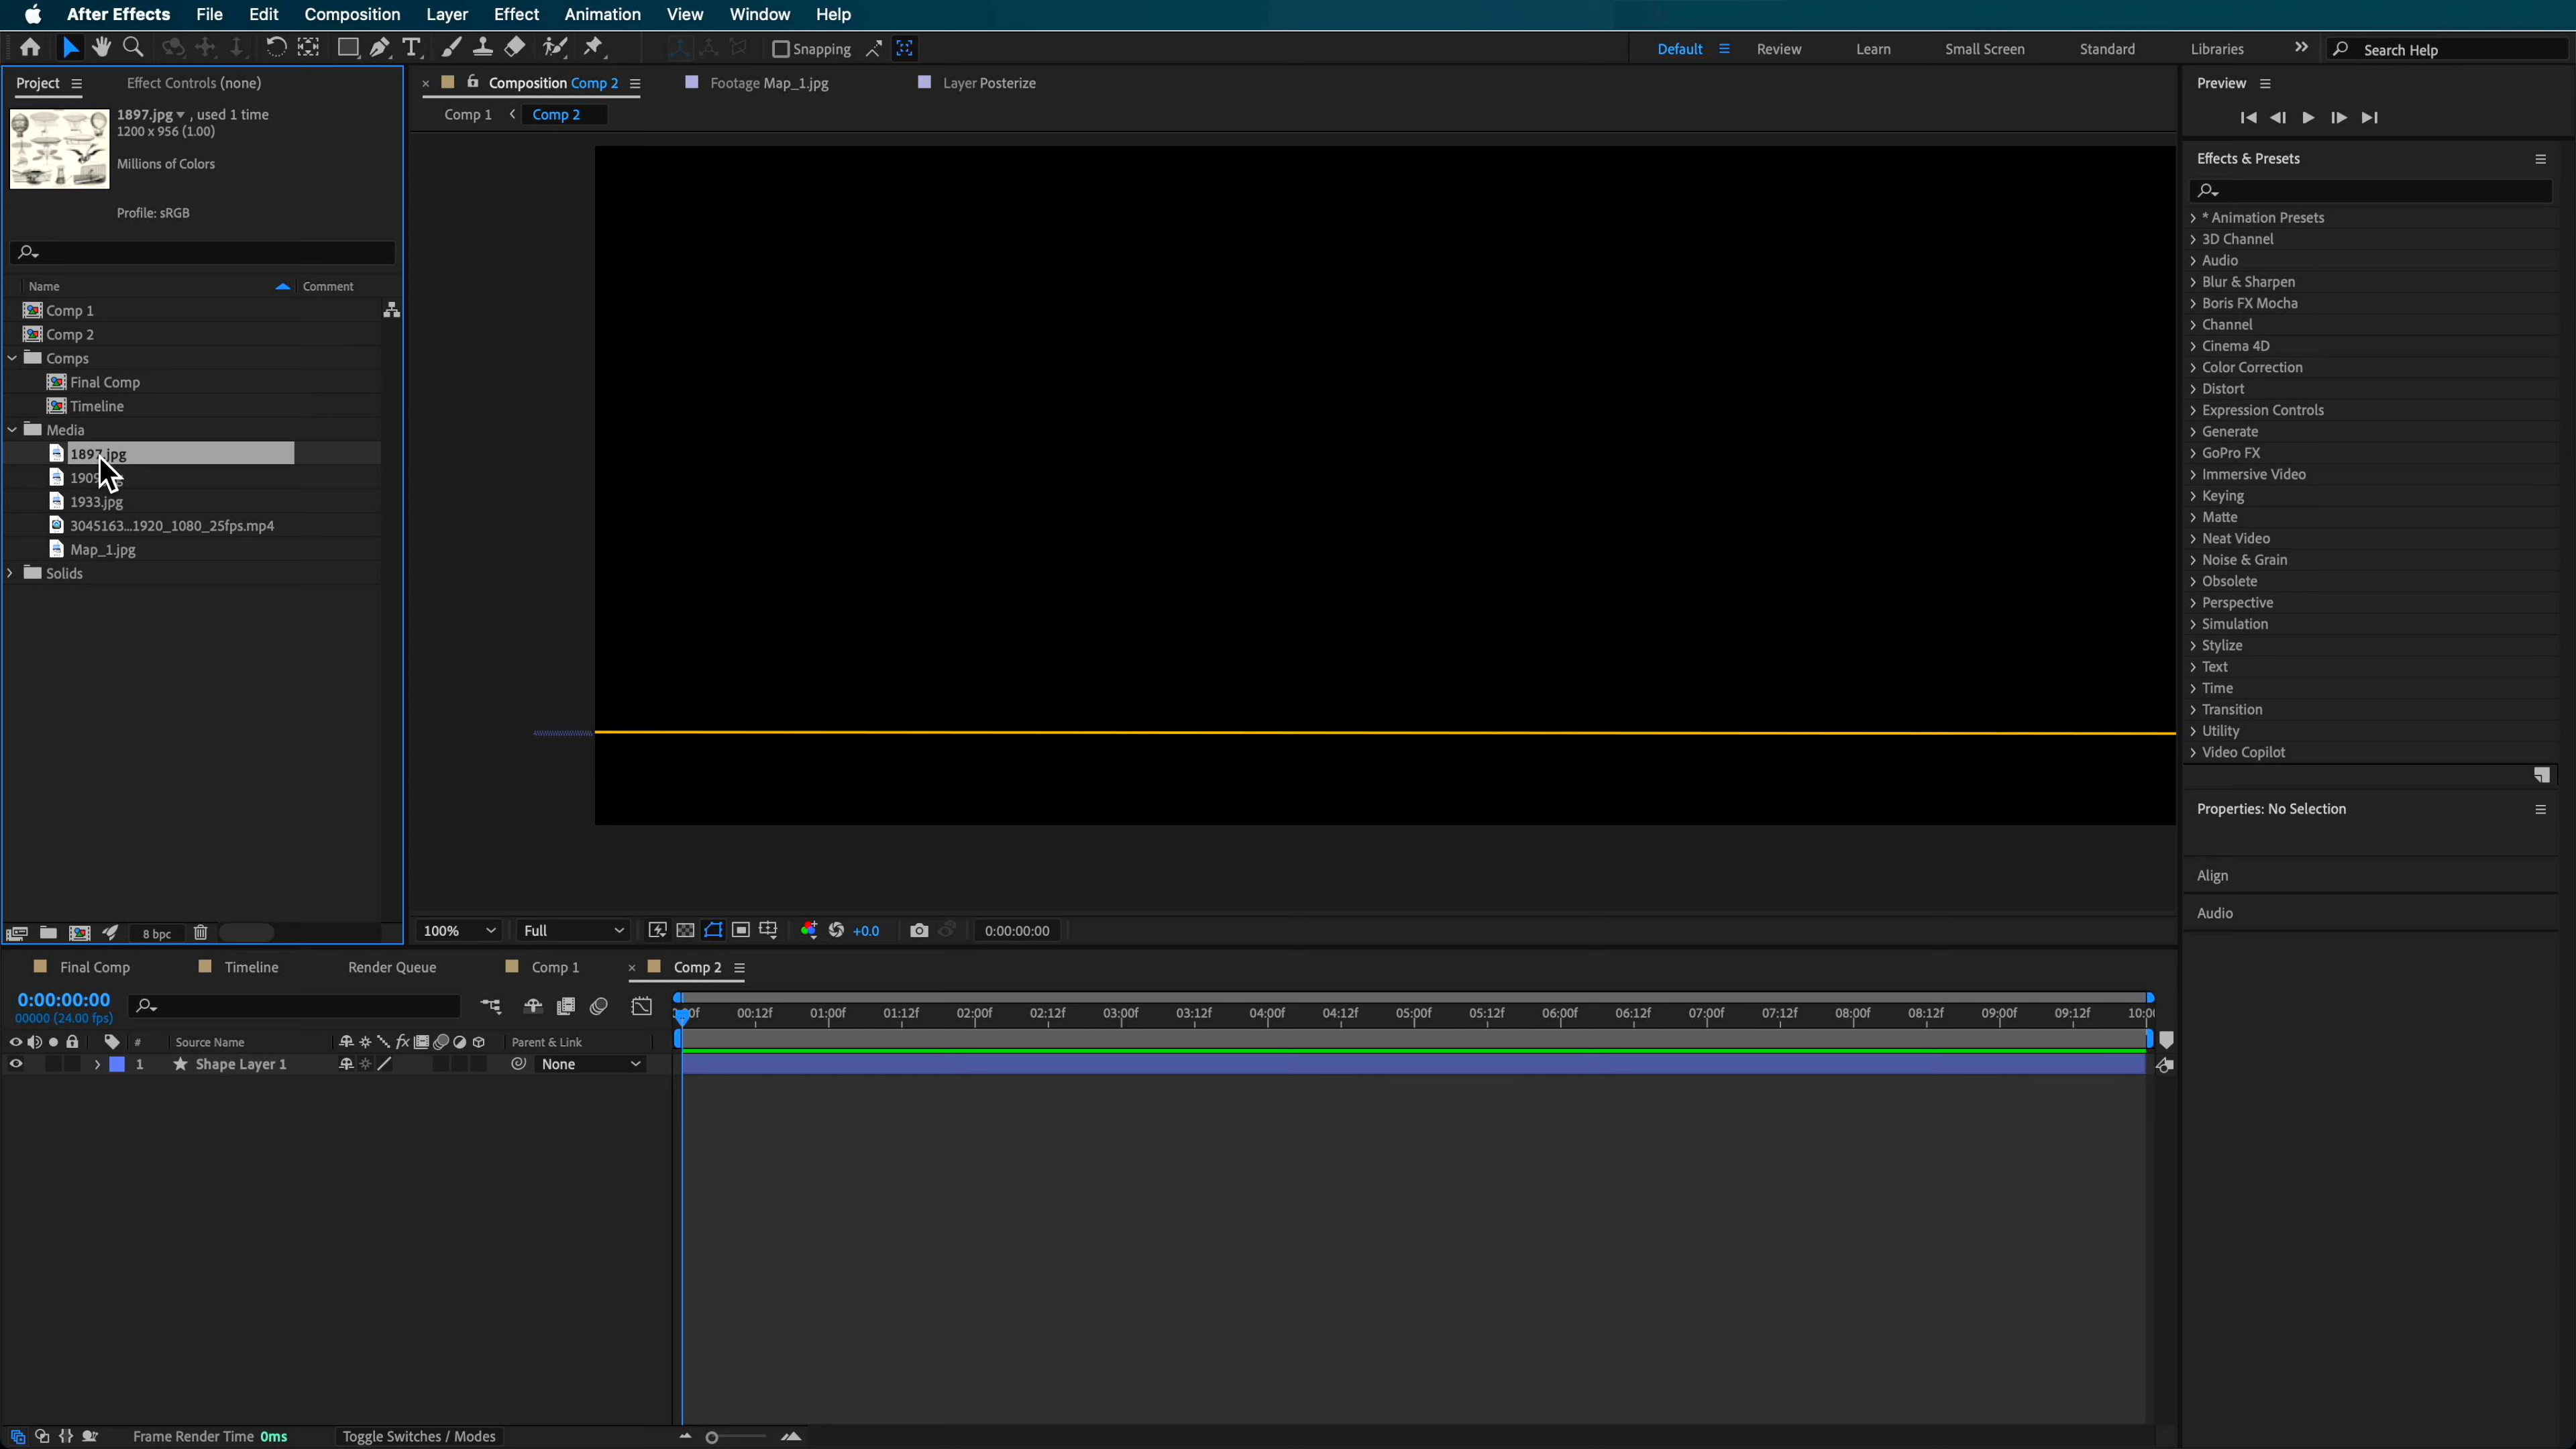 After Effects File Edit Composition Layer Effect Animation View Window Help
Snapping Default Review Learn Small Screen Standard Libraries Search Help
Project Effect Controls (none)
1897.jpg , used 1 time
1200 x 956 (1.00)
Millions of Colors
Profile: sRGB
Name Comment
Comp 1
Comp 2
Comps
Final Comp
Timeline
Media
1897.jpg
1933.jpg
3045163...1920_1080_25fps.mp4
Map_1.jpg
Solids
8 bpc
Composition Comp 2 Footage Map_1.jpg Layer Posterize
Comp 1 Comp 2
100% Full +0.0 0:00:00:00
Preview
Effects & Presets
* Animation Presets
3D Channel
Audio
Blur & Sharpen
Boris FX Mocha
Channel
Cinema 4D
Color Correction
Distort
Expression Controls
Generate
GoPro FX
Immersive Video
Keying
Matte
Neat Video
Noise & Grain
Obsolete
Perspective
Simulation
Stylize
Text
Time
Transition
Utility
Video Copilot
Properties: No Selection
Align
Audio
Final Comp Timeline Render Queue Comp 1 Comp 2
0:00:00:00
00000 (24.00 fps)
00:12f 01:00f 01:12f 02:00f 02:12f 03:00f 03:12f 04:00f 04:12f 05:00f 05:12f 06:00f 06:12f 07:00f 07:12f 08:00f 08:12f 09:00f 09:12f
# Source Name fx Parent & Link
1 Shape Layer 1 None
Frame Render Time 0ms Toggle Switches / Modes